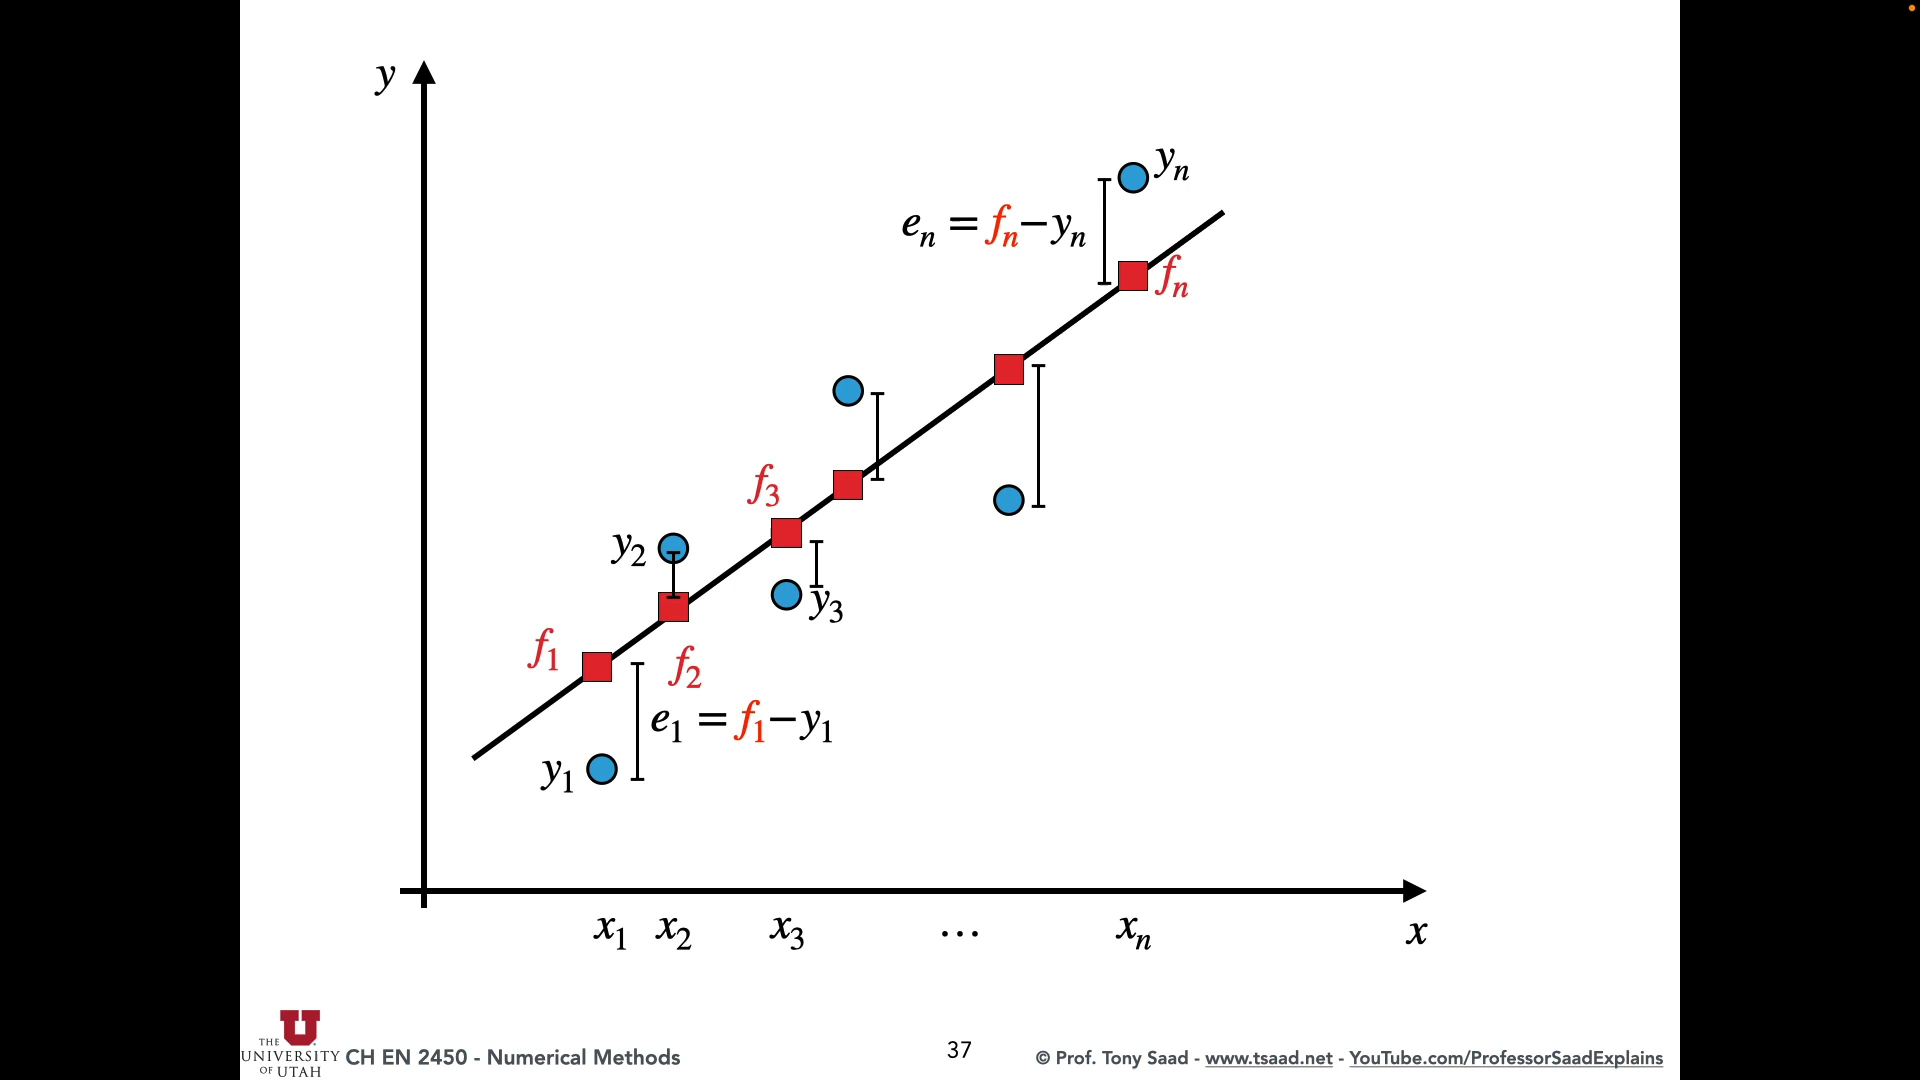 y
yₙ
eₙ = fₙ−yₙ
fₙ
f₃
y₂
y₃
f₁
f₂
e₁ = f₁−y₁
y₁
x₁ x₂ x₃ … xₙ x
THE
UNIVERSITY
OF UTAH
CH EN 2450 - Numerical Methods
37
© Prof. Tony Saad - www.tsaad.net - YouTube.com/ProfessorSaadExplains